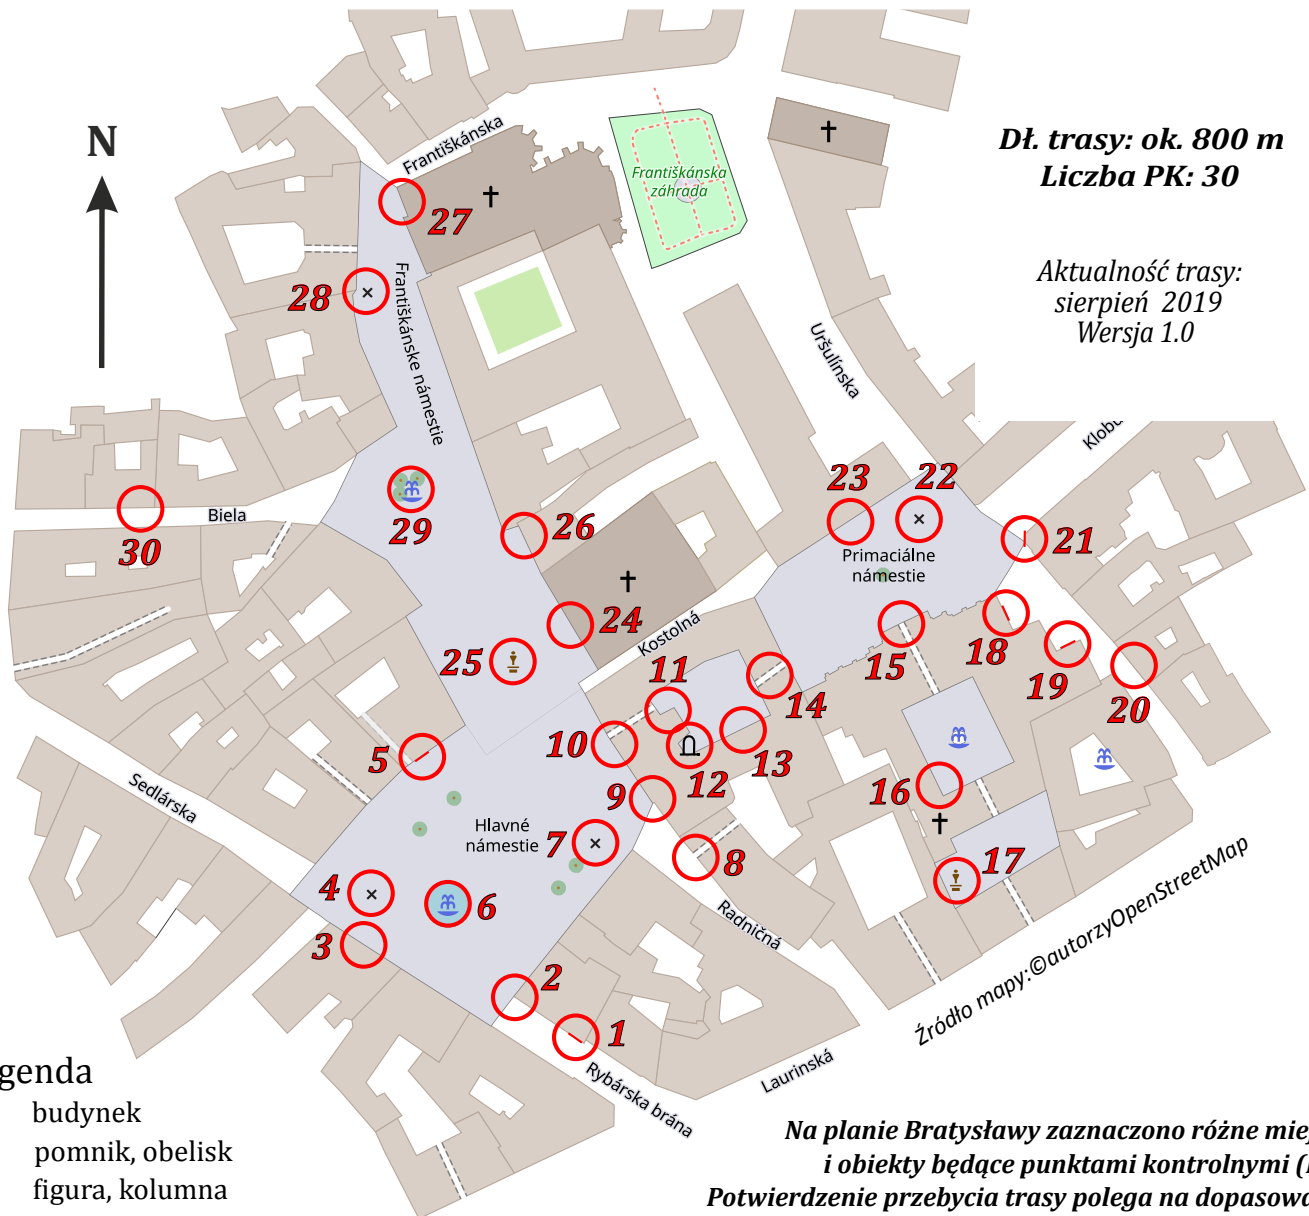 N
Františkánska
Františkánska
záhrada
Dł. trasy: ok. 800 m
Liczba PK: 30
Aktualność trasy:
sierpień 2019
Wersja 1.0
27
28
Františkánske námestie
Uršulínska
23
22
21
29
Biela
30
26
Primaciálne
námestie
24
25
Kostolná
11
15
18
19
20
14
10
5
12
13
9
16
Sedlárska
Hlavné
námestie
7
8
17
4
6
3
Radničná
2
1
Źródło mapy:©autorzyOpenStreetMap
Rybárska brána
Laurinská
genda
budynek
pomnik, obelisk
figura, kolumna
Na planie Bratysławy zaznaczono różne miej
i obiekty będące punktami kontrolnymi (
Potwierdzenie przebycia trasy polega na dopasowa